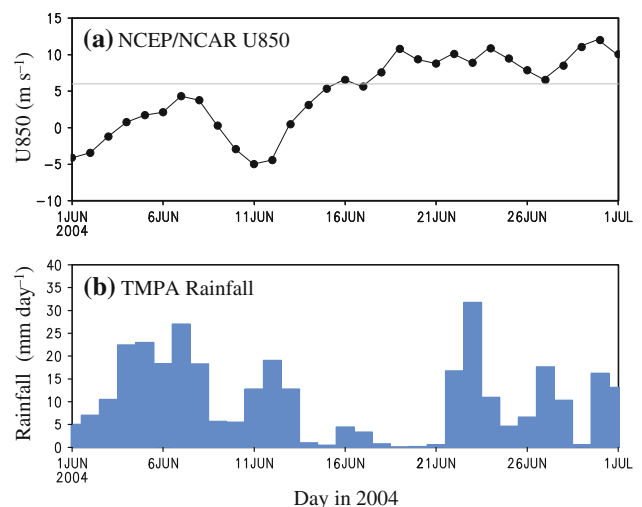 (a) NCEP/NCAR U850
U850 (m s⁻¹)
15
10
5
0
−5
−10
1JUN 6JUN 11JUN 16JUN 21JUN 26JUN 1JUL
2004
(b) TMPA Rainfall
Rainfall (mm day⁻¹)
40
35
30
25
20
15
10
5
0
1JUN 6JUN 11JUN 16JUN 21JUN 26JUN 1JUL
2004
Day in 2004